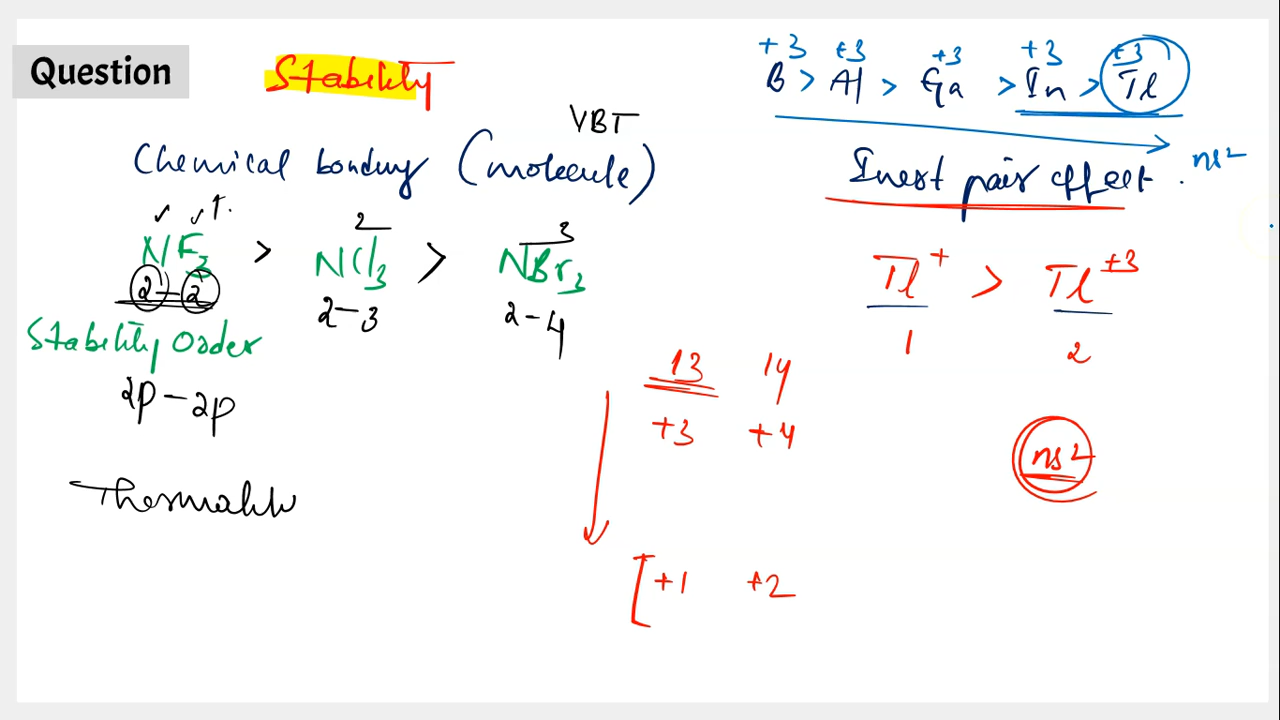 Question
Stability
VBT
Chemical bonding (molecule)
NF3 > NCl3 > NBr3
2 3
2-2 2-3 2-4
Stability Order
2p-2p
+3 +3 +3 +3 +3
B > Al > Ga > In > Tl
Inert pair effect. ns2
Tl+ > Tl+3
1 2
13 14
+3 +4
ns2
[+1 +2